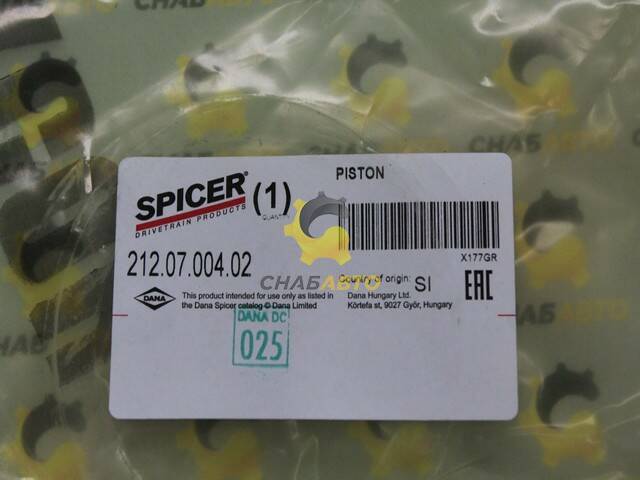 SPICER®
DRIVETRAIN PRODUCTS
(1)
QUANTITY
PISTON
X177GR
212.07.004.02
Country of origin: SI
DANA
This product intended for use only as listed in
the Dana Spicer catalog © Dana Limited
Dana Hungary Ltd.
Körtefa st, 9027 Győr, Hungary
EAC
DANA DC
025
СНАБАВТО
СНАБАВТО
СНАБАВТО
СНАБАВТО
СНАБАВТО